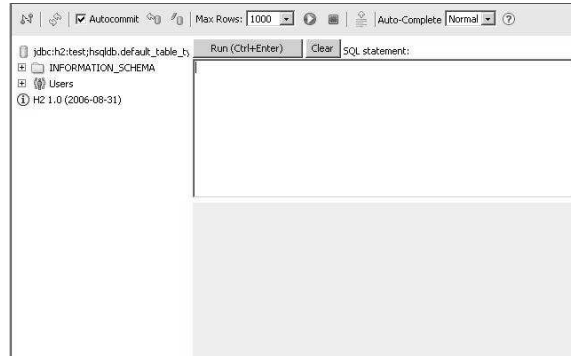 Autocommit Max Rows: 1000 Auto-Complete Normal ?
jdbc:h2:test;hsqldb.default_table_ty
Run (Ctrl+Enter) Clear SQL statement:
INFORMATION_SCHEMA
Users
H2 1.0 (2006-08-31)